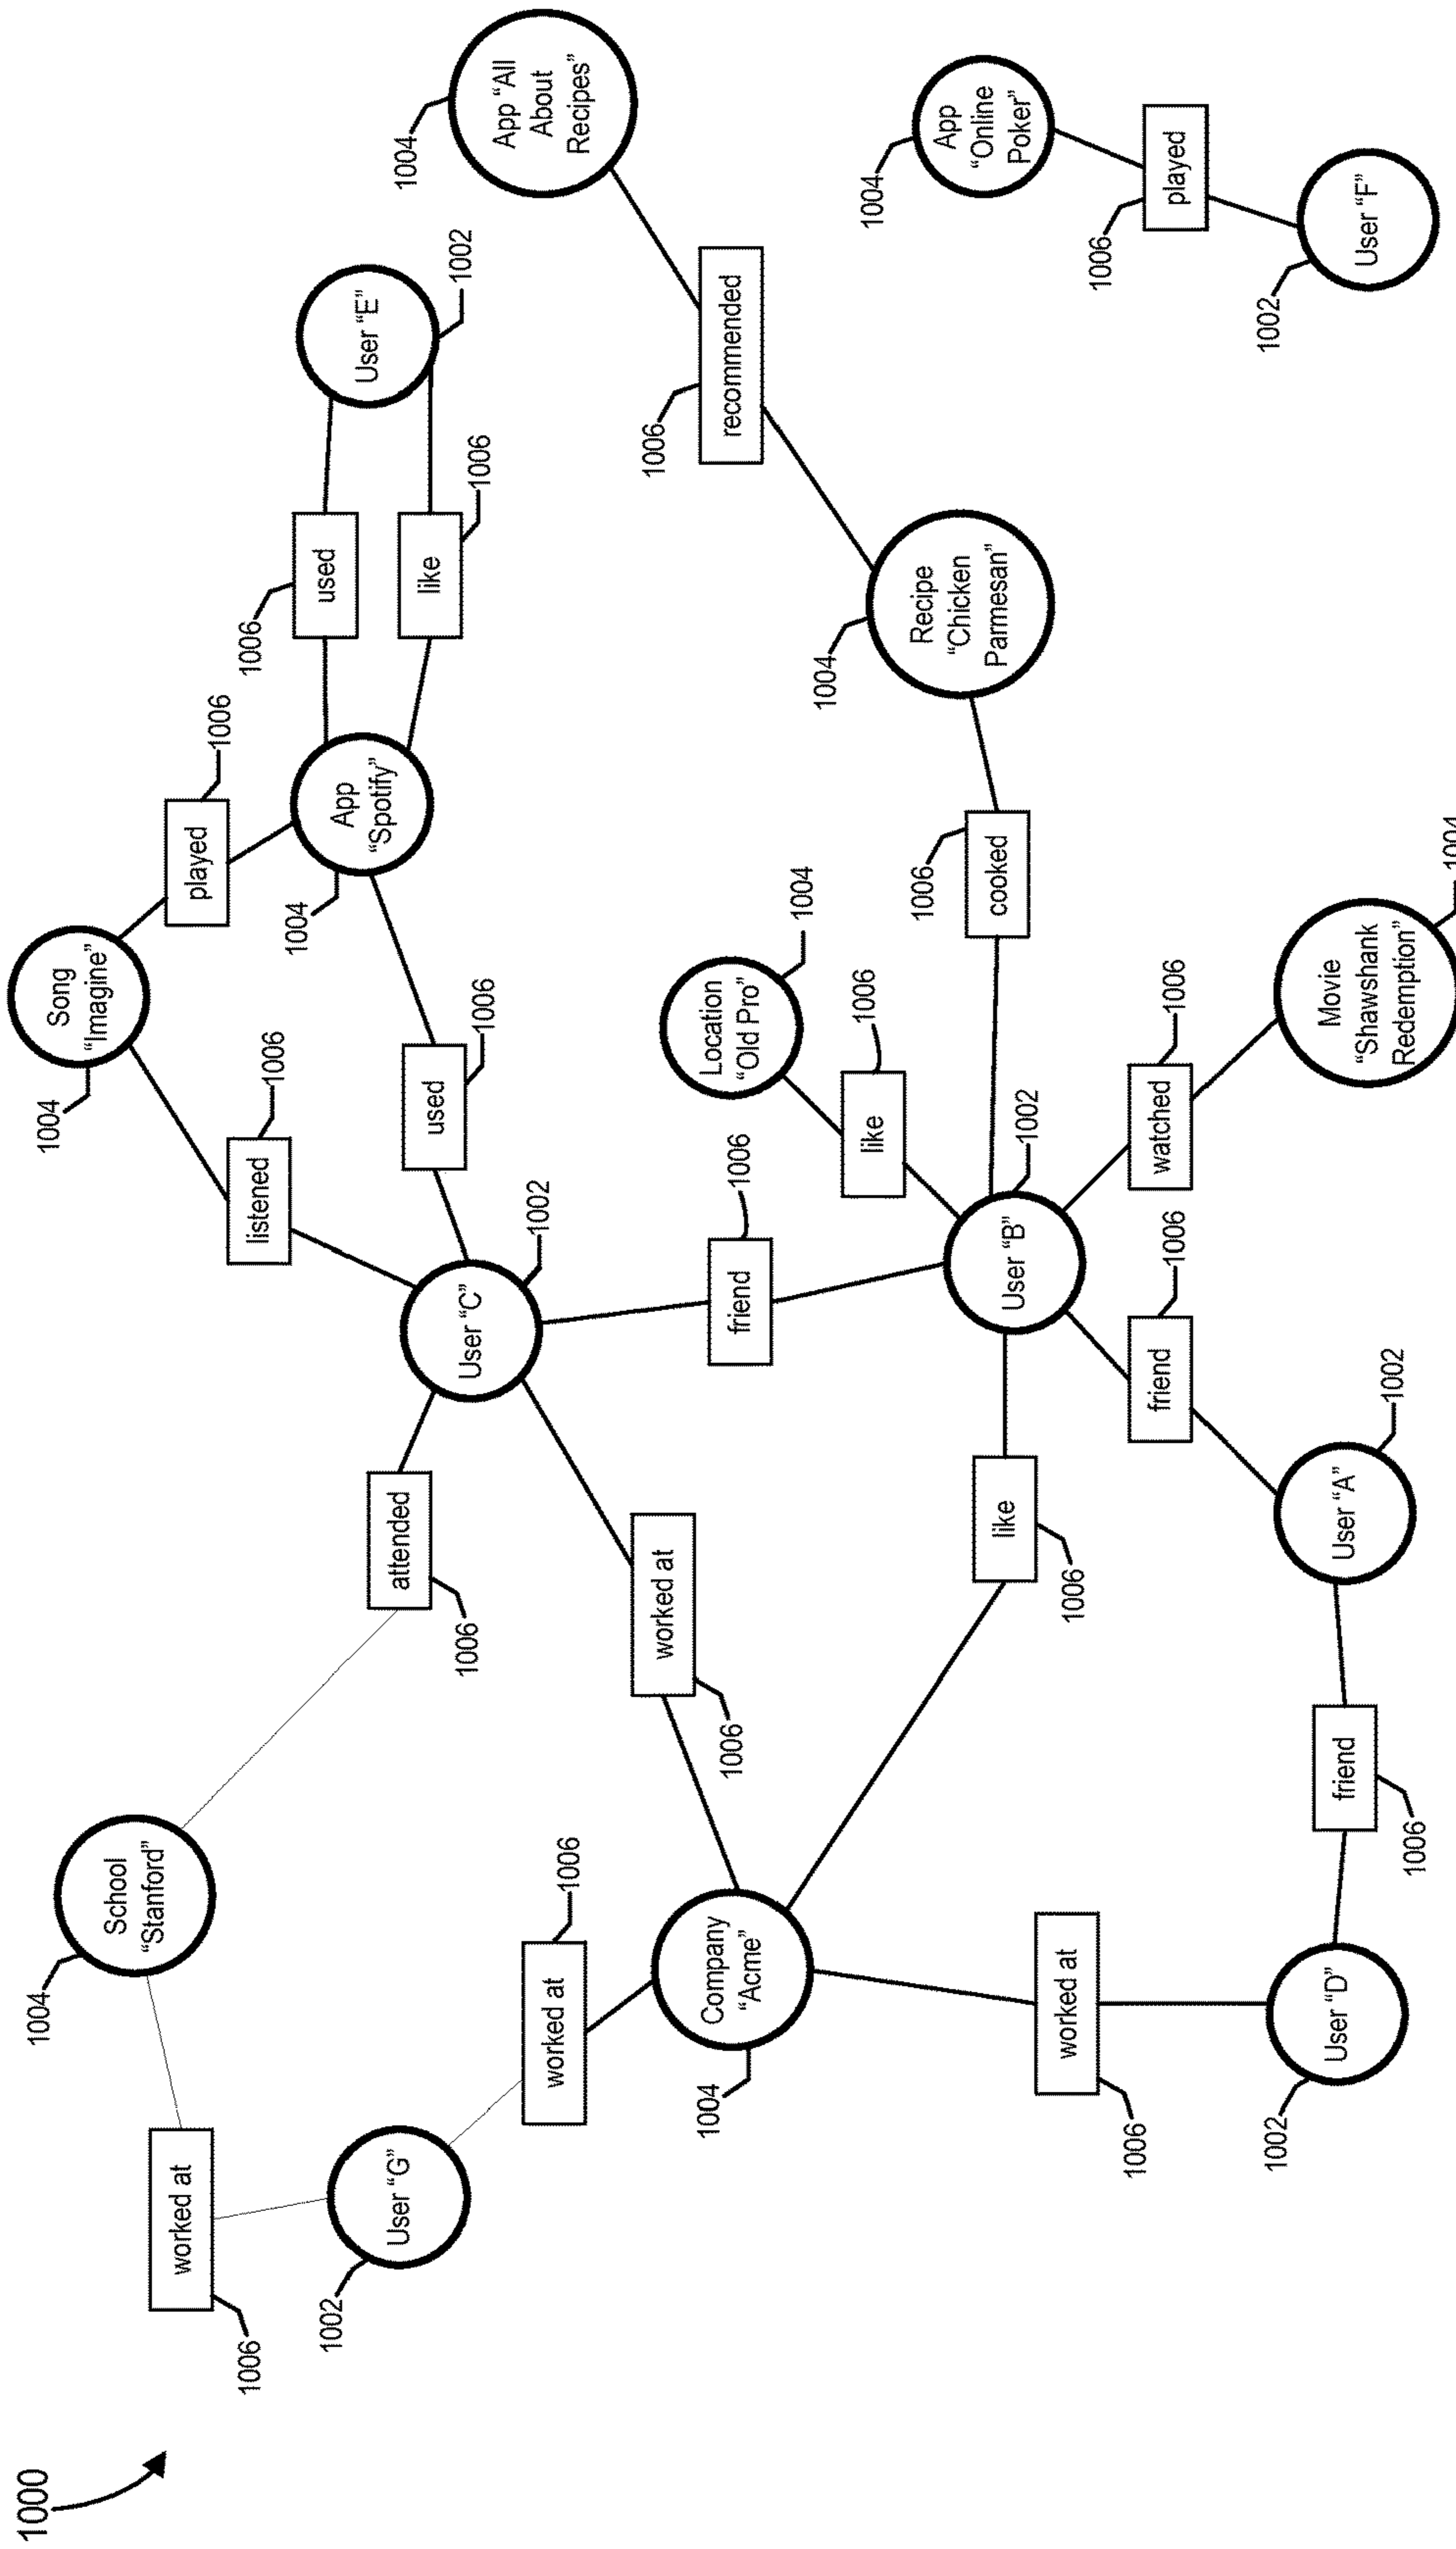 1000
1006
worked at
1004
School
"Stanford"
1004
Song
"Imagine"
1002
User "G"
1006
attended
listened
1006
played
1006
1006
used
User "E"
1002
1004
App
"Spotify"
like
1006
User "C"
1002
used
1006
1004
App "All
About
Recipes"
worked at
1006
worked at
1006
1004
Company
"Acme"
friend
1006
Location
"Old Pro"
1004
1006
recommended
like
1006
1004
Recipe
"Chicken
Parmesan"
1004
App
"Online
Poker"
1006
worked at
like
1006
User "B"
1002
1006
cooked
1006
played
friend
1006
watched
1006
1002
User "D"
friend
1006
User "A"
1002
Movie
"Shawshank
Redemption"
1002
User "F"